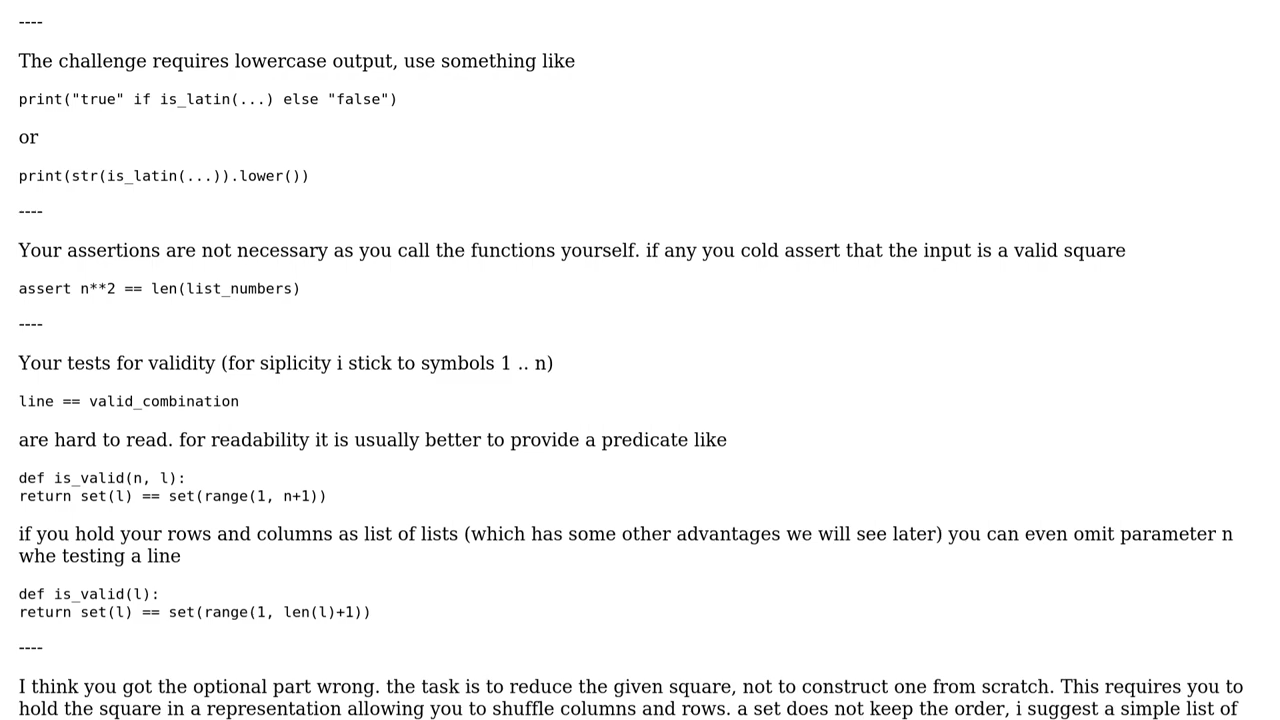 ----
The challenge requires lowercase output, use something like
print("true" if is_latin(...) else "false")
or
print(str(is_latin(...)).lower())
----
Your assertions are not necessary as you call the functions yourself. if any you cold assert that the input is a valid square
assert n**2 == len(list_numbers)
----
Your tests for validity (for siplicity i stick to symbols 1 .. n)
line == valid_combination
are hard to read. for readability it is usually better to provide a predicate like
def is_valid(n, l):
return set(l) == set(range(1, n+1))
if you hold your rows and columns as list of lists (which has some other advantages we will see later) you can even omit parameter n
whe testing a line
def is_valid(l):
return set(l) == set(range(1, len(l)+1))
----
I think you got the optional part wrong. the task is to reduce the given square, not to construct one from scratch. This requires you to
hold the square in a representation allowing you to shuffle columns and rows. a set does not keep the order, i suggest a simple list of